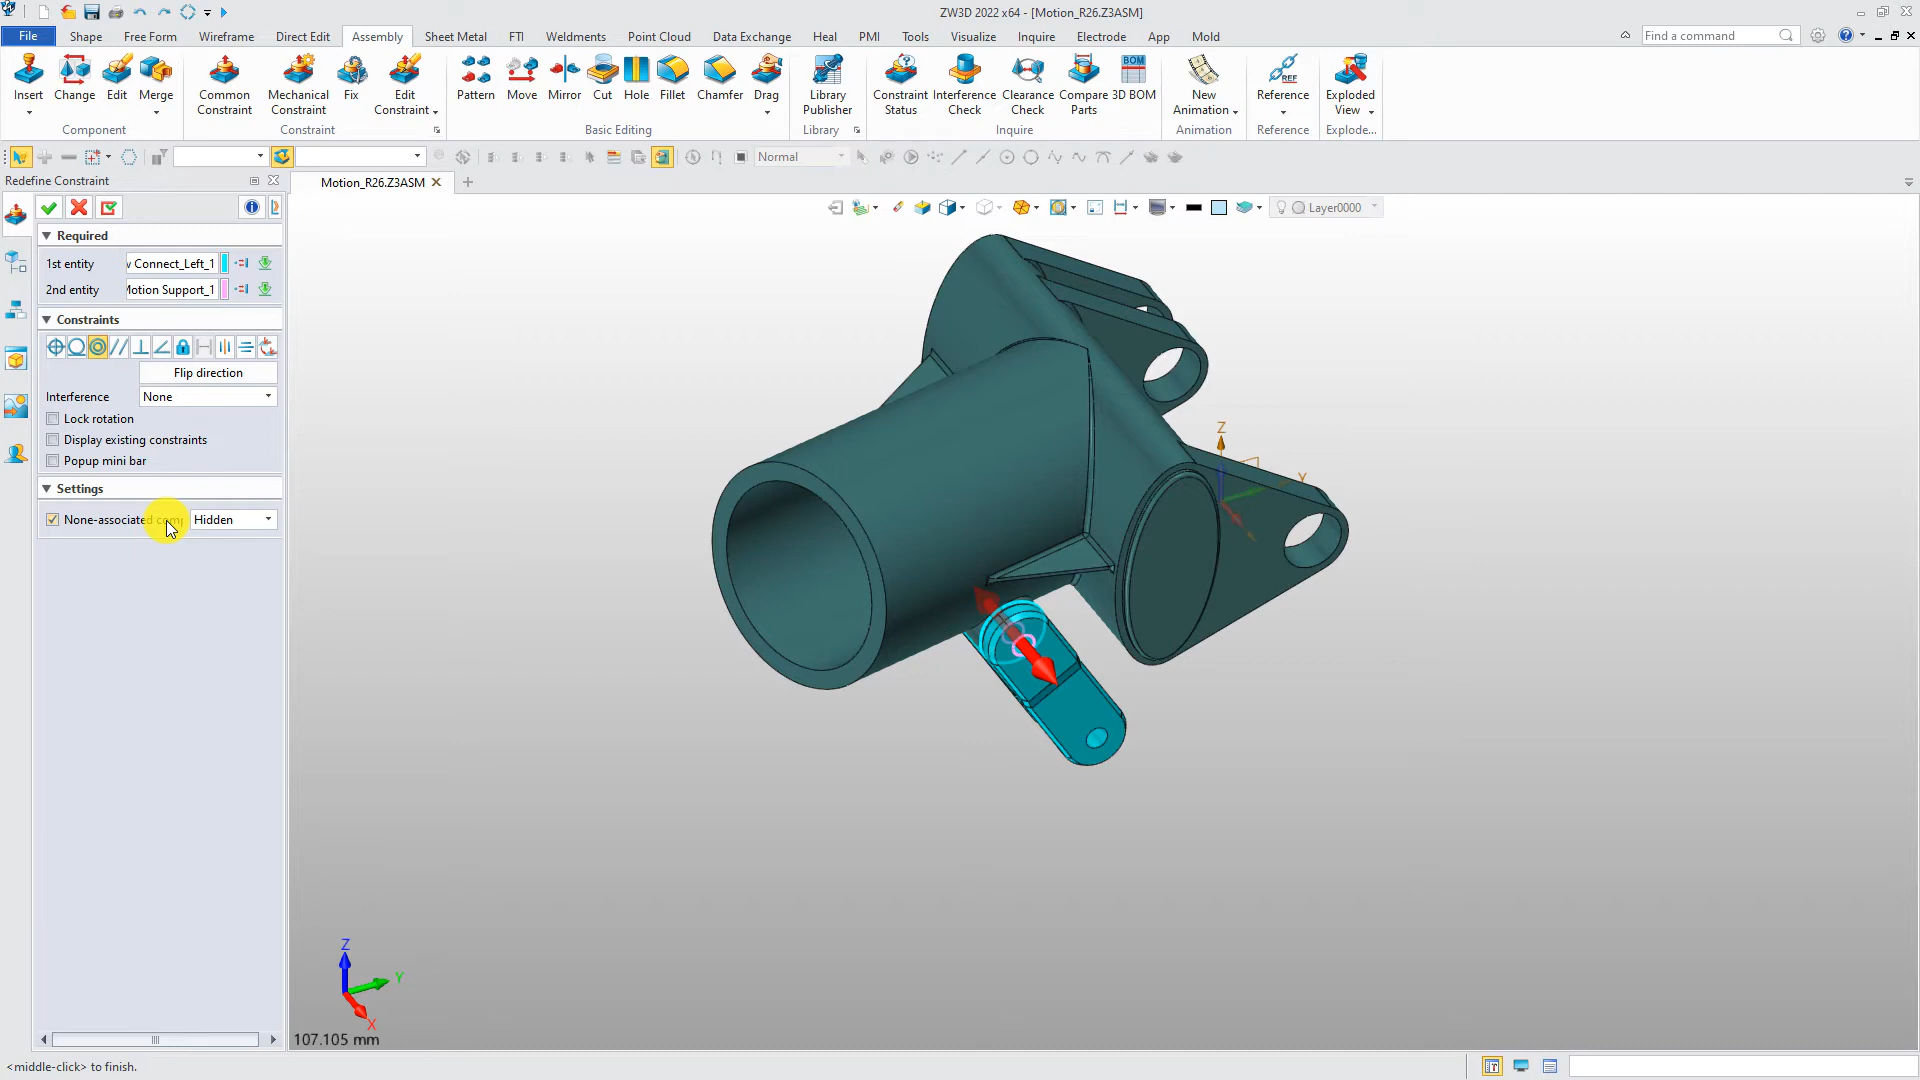 ZW3D 2022 x64 - [Motion_R26.Z3ASM]
File Shape Free Form Wireframe Direct Edit Assembly Sheet Metal FTI Weldments Point Cloud Data Exchange Heal PMI Tools Visualize Inquire Electrode App Mold Find a command
Insert Change Edit Merge Common Constraint Mechanical Constraint Fix Edit Constraint Pattern Move Mirror Cut Hole Fillet Chamfer Drag Library Publisher Constraint Status Interference Check Clearance Check Compare Parts 3D BOM New Animation Reference Exploded View
Component Constraint Basic Editing Library Inquire Animation Reference Explode...
Normal
Redefine Constraint
Motion_R26.Z3ASM
Layer0000
Required
1st entity Connect_Left_1
2nd entity Motion Support_1
Constraints
Flip direction
Interference None
Lock rotation
Display existing constraints
Popup mini bar
Settings
None-associated Hidden
Z
Y
Z
Y
X
107.105 mm
<middle-click> to finish.